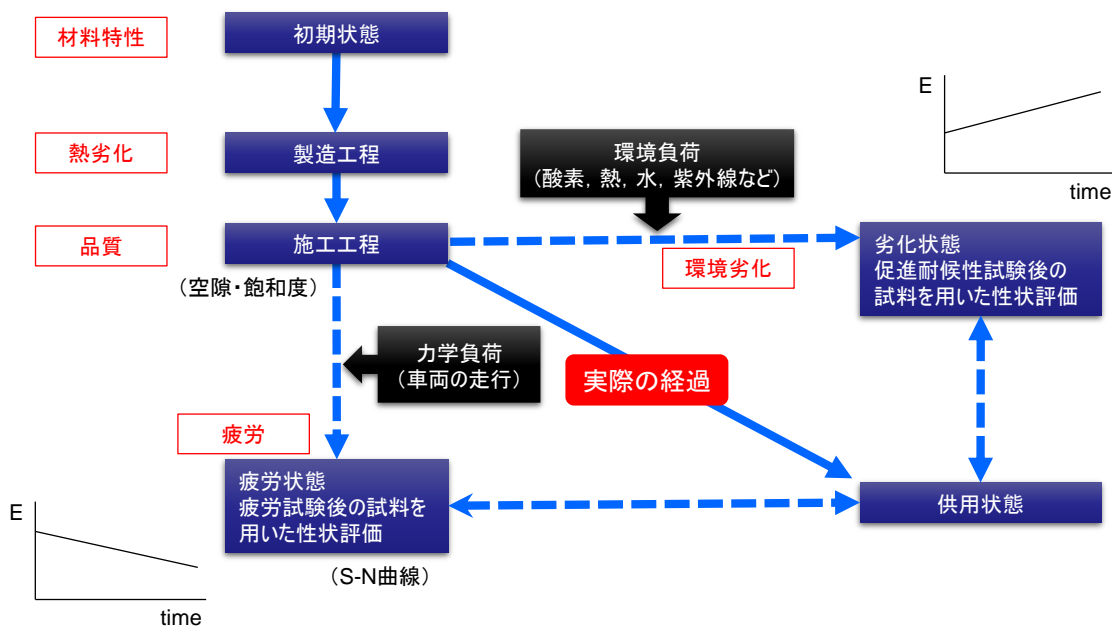 材料特性
初期状態
E
time
熱劣化
製造工程
環境負荷
（酸素，熱，水，紫外線など）
品質
施工工程
（空隙・飽和度）
環境劣化
劣化状態
促進耐候性試験後の
試料を用いた性状評価
力学負荷
（車両の走行）
実際の経過
疲労
疲労状態
疲労試験後の試料を
用いた性状評価
（S-N曲線）
供用状態
E
time